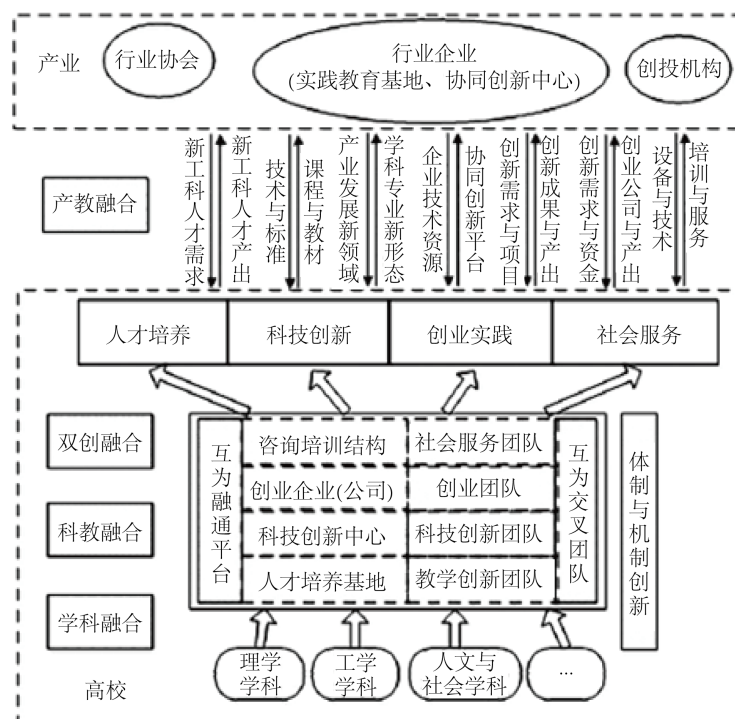 产业
行业协会
行业企业
(实践教育基地、协同创新中心)
创投机构
产教融合
新工科人才需求
新工科人才产出
技术与标准
课程与教材
产业发展新领域
学科专业新形态
企业技术资源
协同创新平台
创新需求与项目
创新成果与产出
创新需求与资金
创业公司与产出
设备与技术
培训与服务
人才培养
科技创新
创业实践
社会服务
双创融合
科教融合
学科融合
互为融通平台
咨询培训结构
社会服务团队
创业企业(公司)
创业团队
科技创新中心
科技创新团队
人才培养基地
教学创新团队
互为交叉团队
体制与机制创新
理学
学科
工学
学科
人文与
社会学科
...
高校